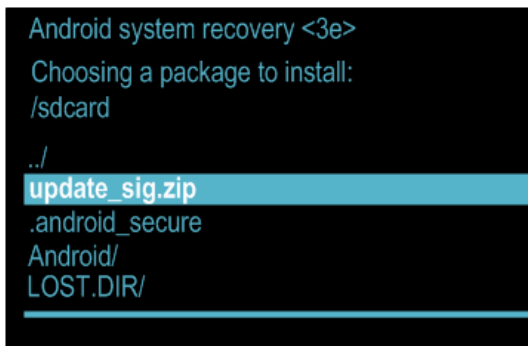 Android system recovery <3e>
Choosing a package to install:
/sdcard
../
update_sig.zip
.android_secure
Android/
LOST.DIR/